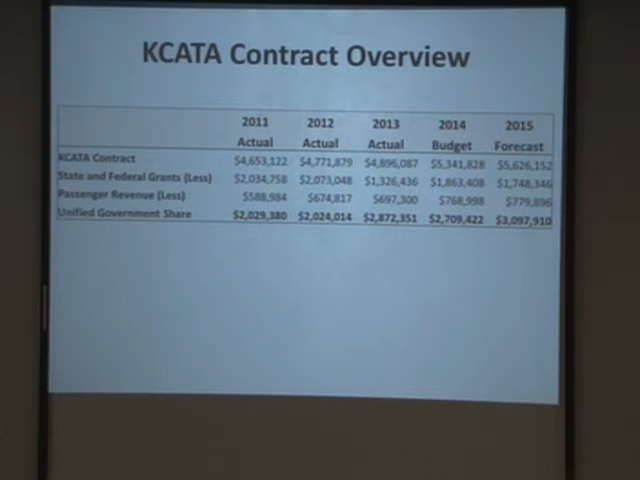 KCATA Contract Overview
2011 2012 2013 2014 2015
Actual Actual Actual Budget Forecast
KCATA Contract $4,653,122 $4,771,879 $4,896,087 $5,341,828 $5,626,152
State and Federal Grants (Less) $2,034,758 $2,073,048 $1,326,436 $1,863,408 $1,748,346
Passenger Revenue (Less) $588,984 $674,817 $697,300 $768,998 $779,896
Unified Government Share $2,029,380 $2,024,014 $2,872,351 $2,709,422 $3,097,910